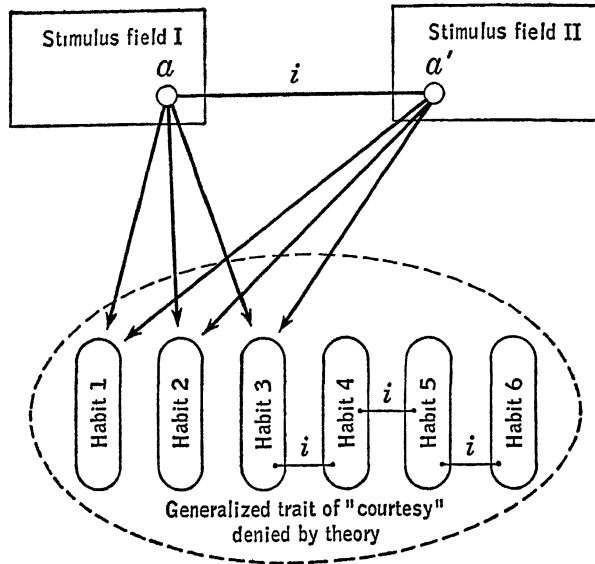 Stimulus field I
Stimulus field II
a
i
a'
Habit 1
Habit 2
Habit 3
Habit 4
Habit 5
Habit 6
i
i
i
Generalized trait of "courtesy"
denied by theory